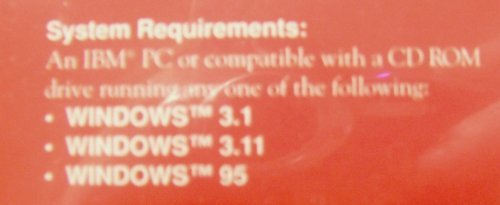 System Requirements:
An IBM® PC or compatible with a CD ROM
drive running any one of the following:
• WINDOWS™ 3.1
• WINDOWS™ 3.11
• WINDOWS™ 95